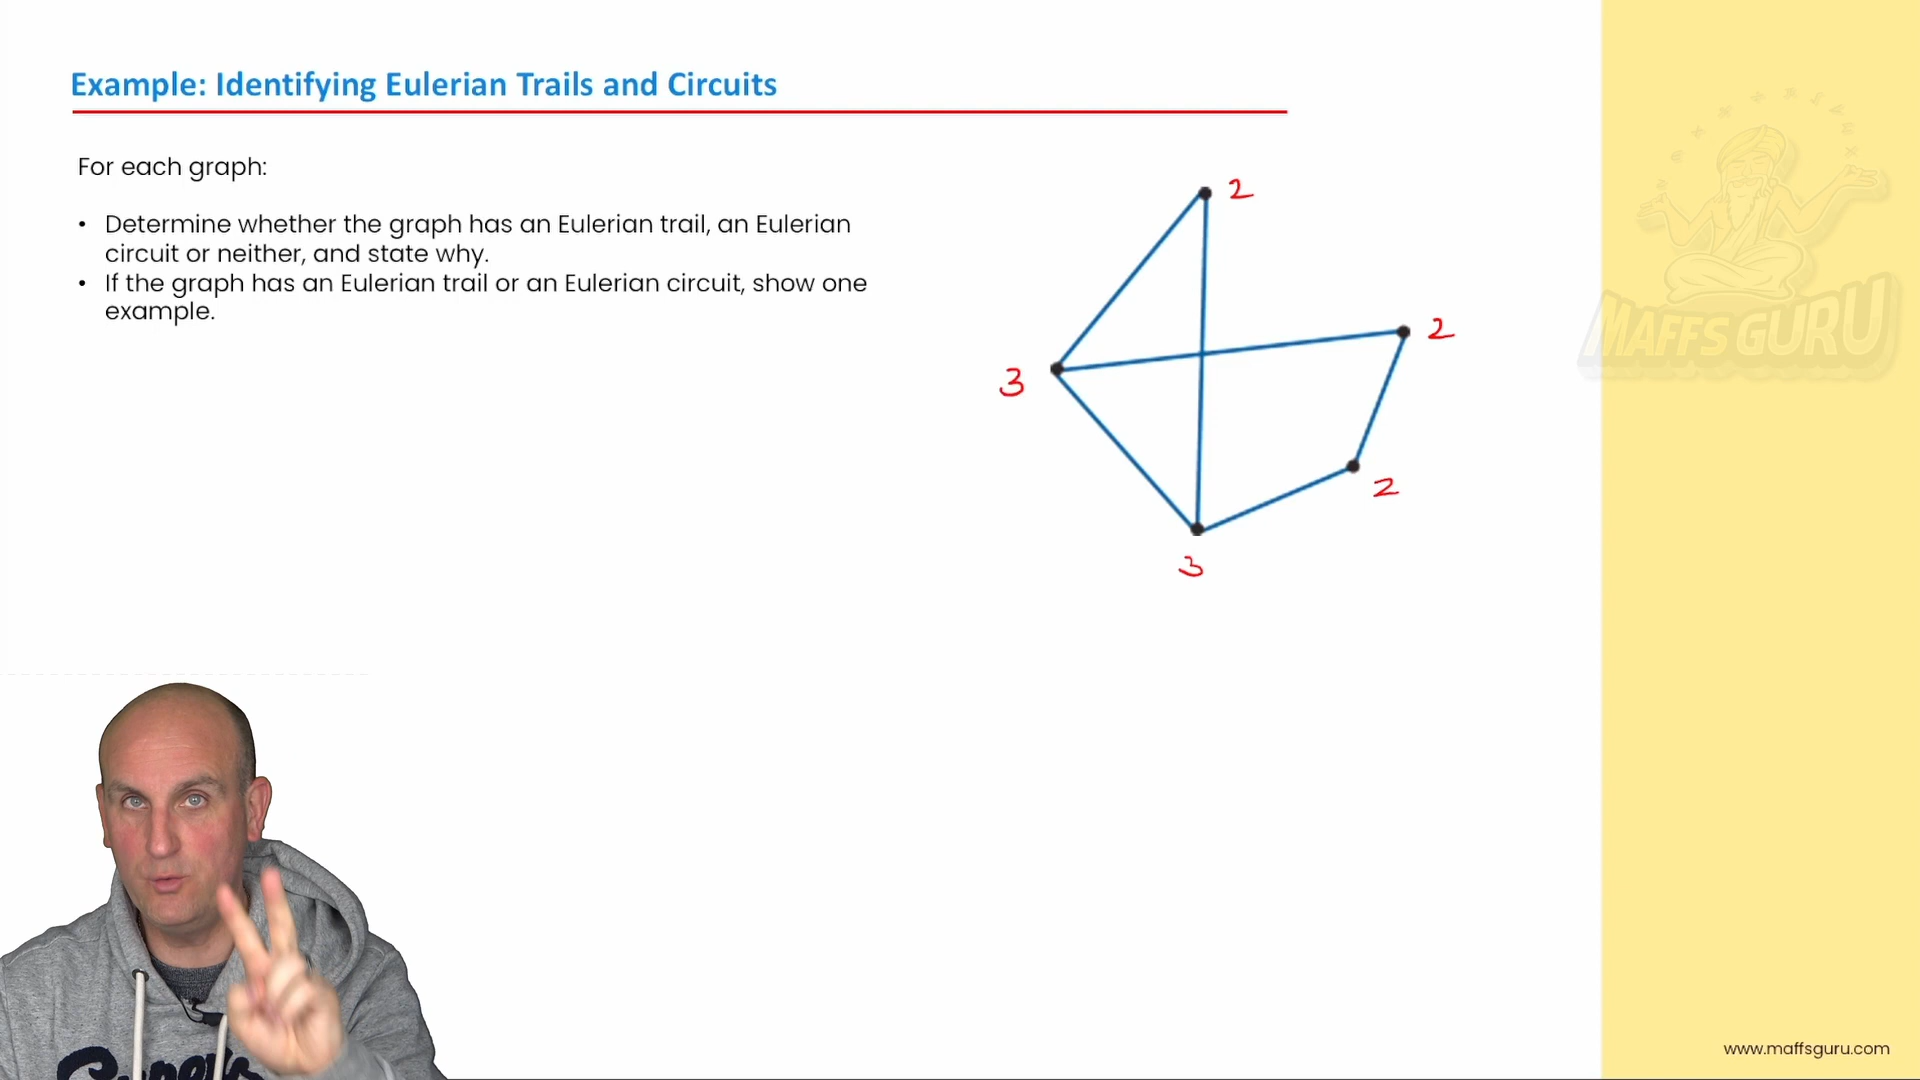 Example: Identifying Eulerian Trails and Circuits
For each graph:
• Determine whether the graph has an Eulerian trail, an Eulerian
circuit or neither, and state why.
• If the graph has an Eulerian trail or an Eulerian circuit, show one
example.
2
2
3
2
3
MAFFS GURU
www.maffsguru.com